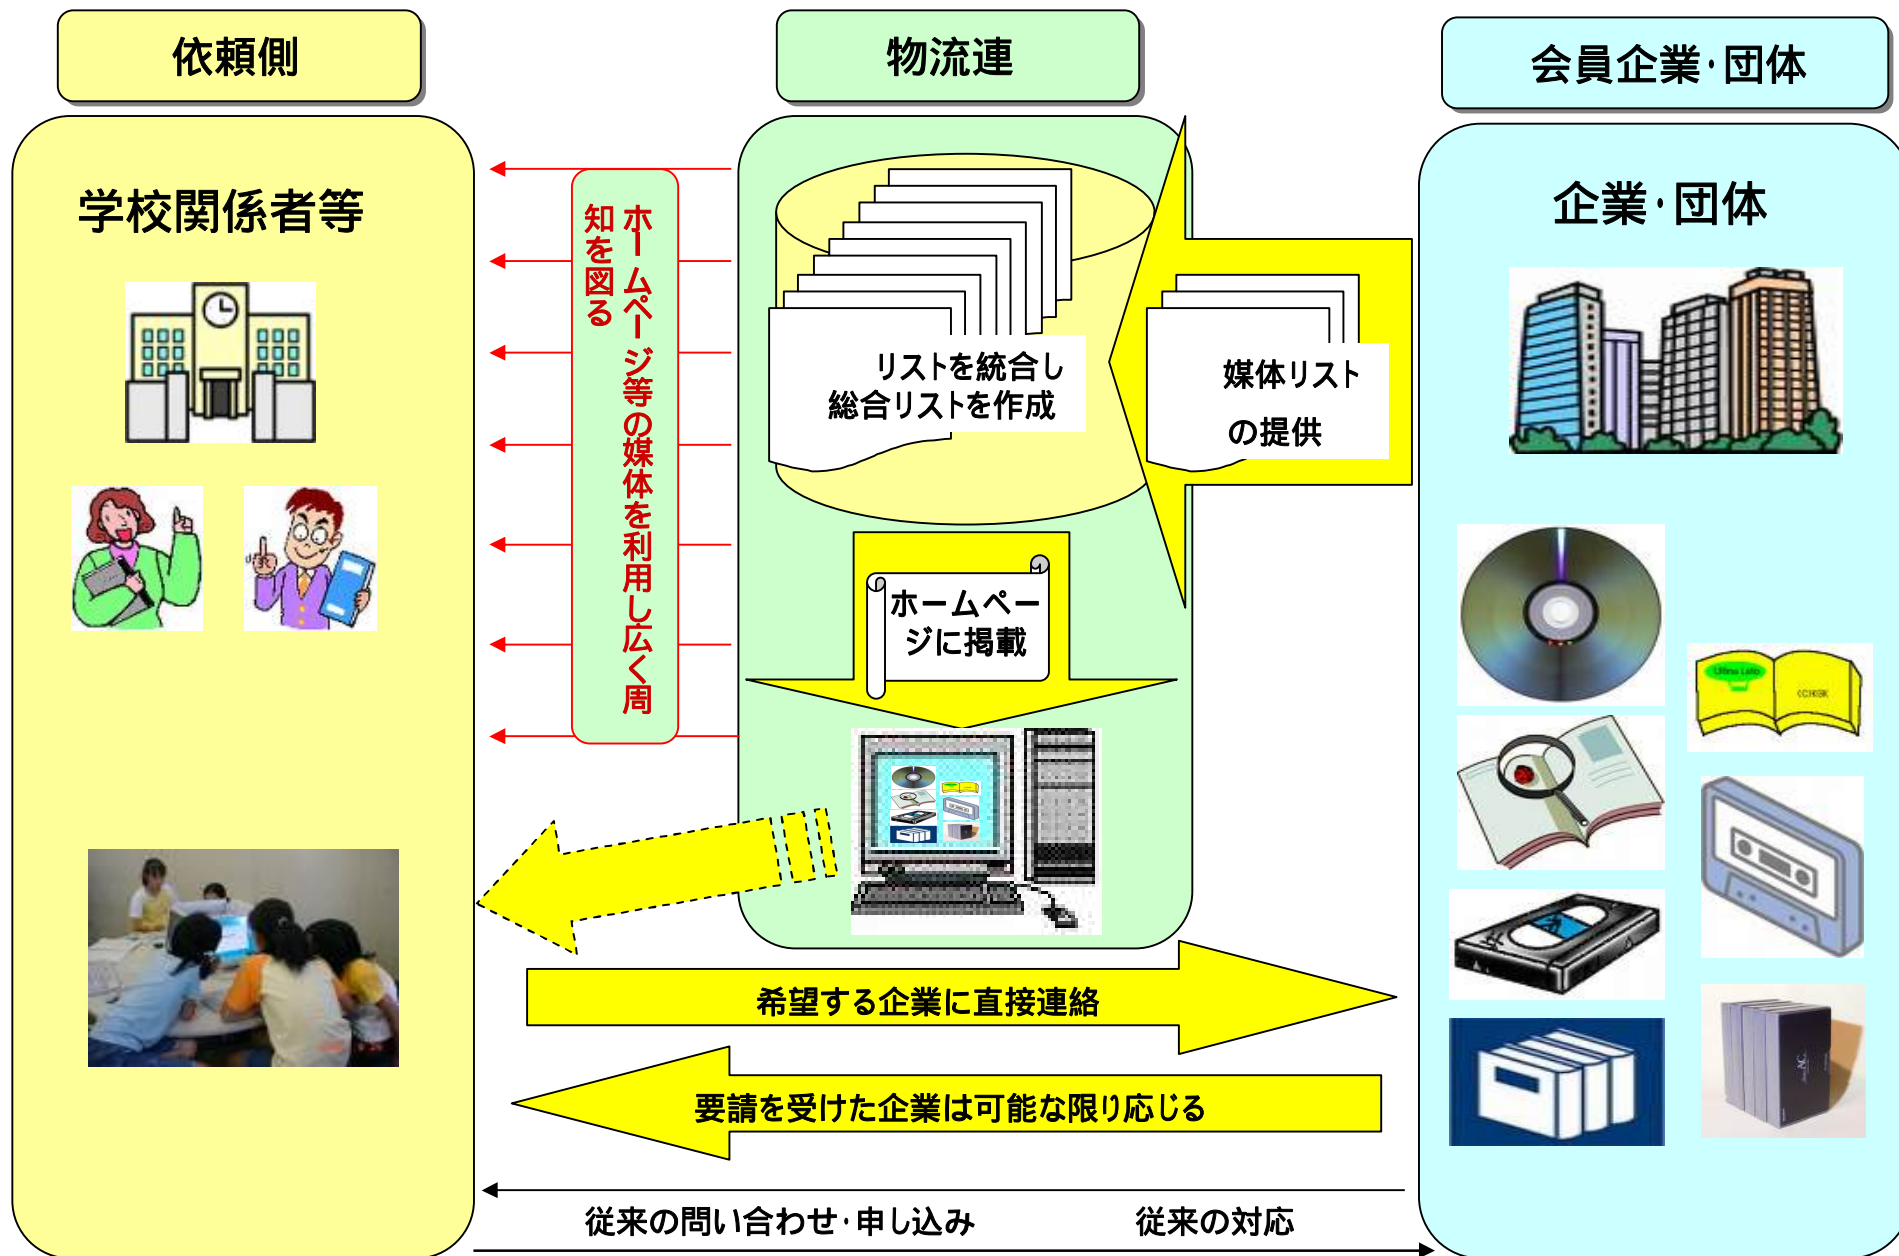 依頼側
物流連
会員企業・団体
学校関係者等
ホームページ等の媒体を利用し広く周
知を図る
リストを統合し
総合リストを作成
媒体リスト
の提供
企業・団体
ホームペー
ジに掲載
希望する企業に直接連絡
要請を受けた企業は可能な限り応じる
従来の問い合わせ・申し込み
従来の対応